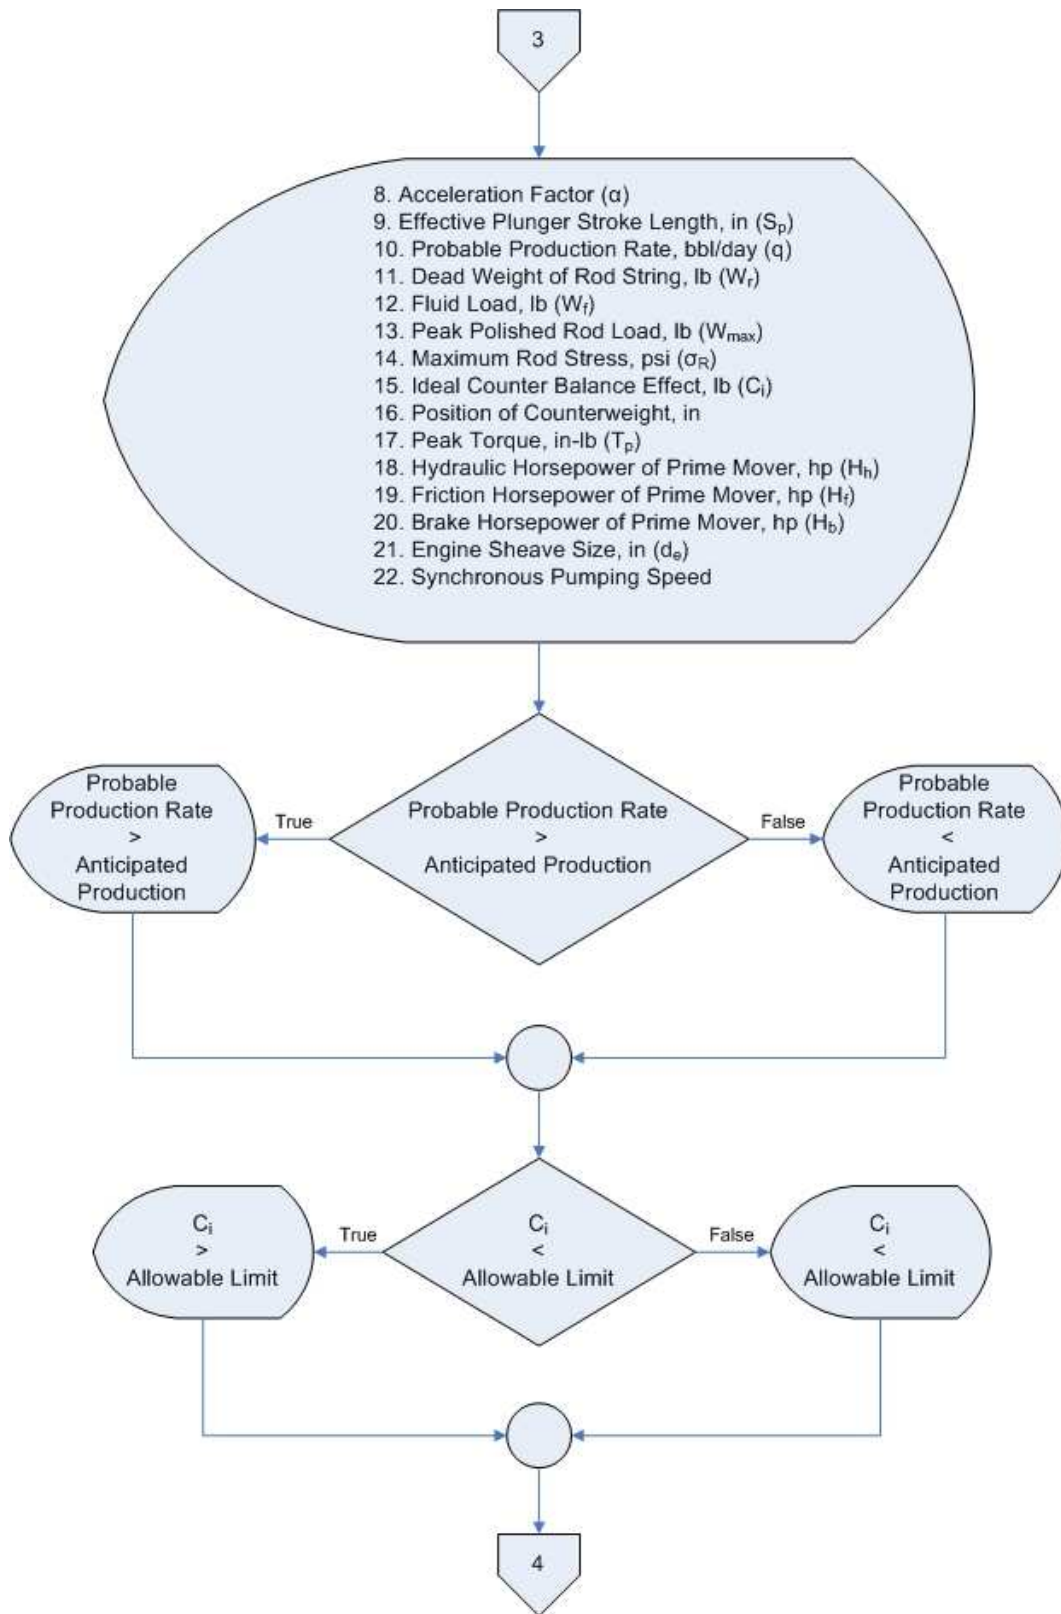 3
8. Acceleration Factor (α)
9. Effective Plunger Stroke Length, in (Sₚ)
10. Probable Production Rate, bbl/day (q)
11. Dead Weight of Rod String, lb (Wᵣ)
12. Fluid Load, lb (W_f)
13. Peak Polished Rod Load, lb (W_max)
14. Maximum Rod Stress, psi (σ_R)
15. Ideal Counter Balance Effect, lb (Cᵢ)
16. Position of Counterweight, in
17. Peak Torque, in-lb (Tₚ)
18. Hydraulic Horsepower of Prime Mover, hp (Hₕ)
19. Friction Horsepower of Prime Mover, hp (H_f)
20. Brake Horsepower of Prime Mover, hp (H_b)
21. Engine Sheave Size, in (dₑ)
22. Synchronous Pumping Speed
Probable
Production Rate
>
Anticipated
Production
True
Probable Production Rate
>
Anticipated Production
False
Probable
Production Rate
<
Anticipated
Production
Cᵢ
>
Allowable Limit
True
Cᵢ
<
Allowable Limit
False
Cᵢ
<
Allowable Limit
4